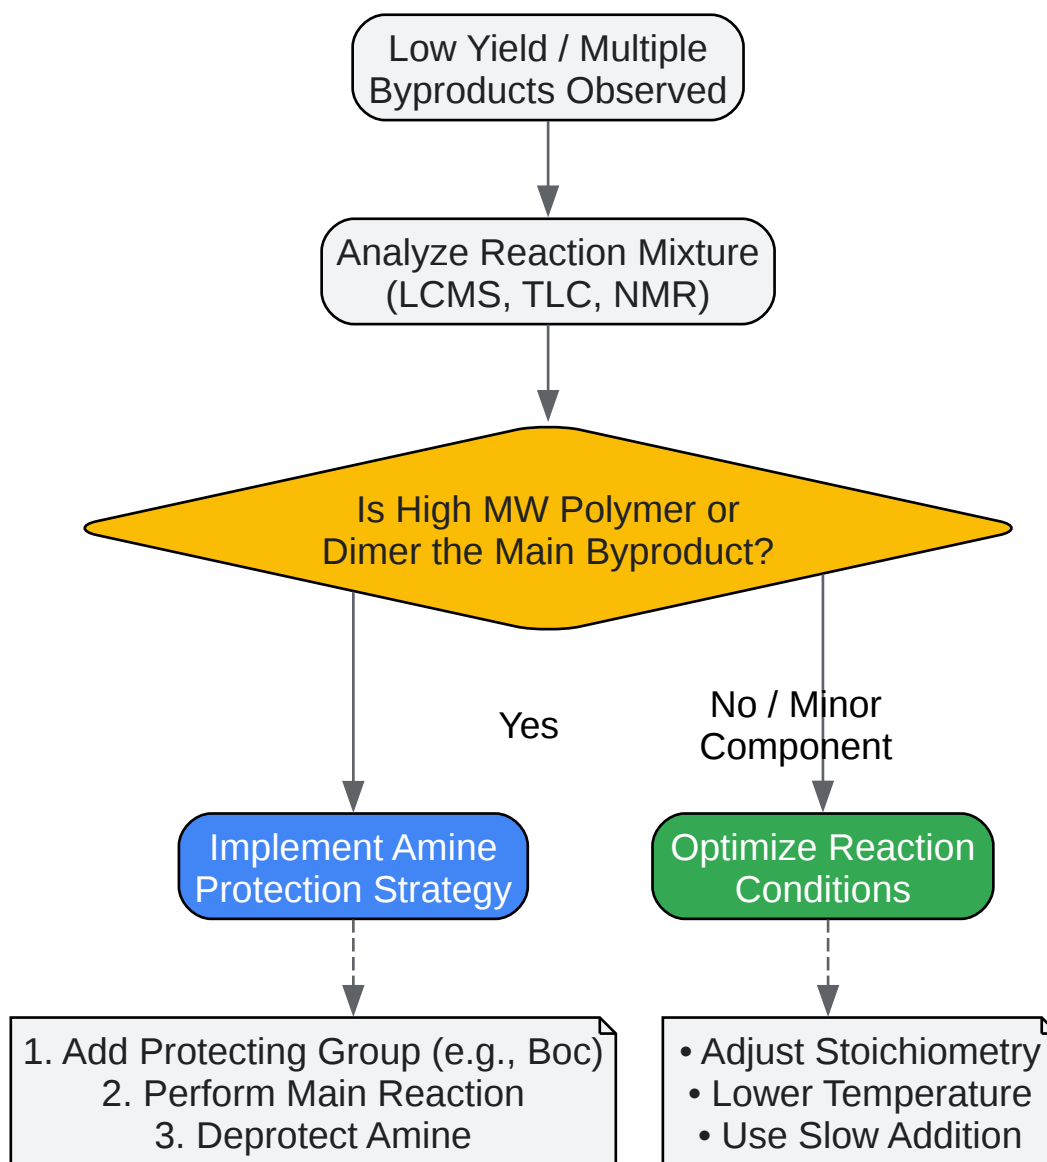 Low Yield / Multiple
Byproducts Observed
Analyze Reaction Mixture
(LCMS, TLC, NMR)
Is High MW Polymer or
Dimer the Main Byproduct?
Yes
No / Minor
Component
Implement Amine
Protection Strategy
Optimize Reaction
Conditions
1. Add Protecting Group (e.g., Boc)
2. Perform Main Reaction
3. Deprotect Amine
• Adjust Stoichiometry
• Lower Temperature
• Use Slow Addition